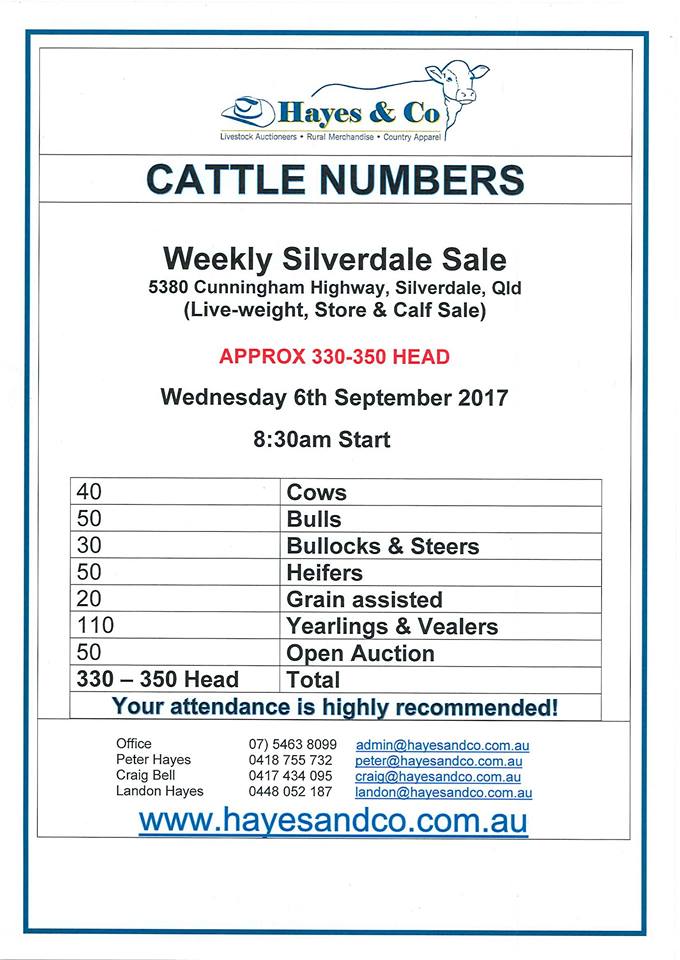 Hayes & Co
Livestock Auctioneers • Rural Merchandise • Country Apparel
CATTLE NUMBERS
Weekly Silverdale Sale
5380 Cunningham Highway, Silverdale, Qld
(Live-weight, Store & Calf Sale)
APPROX 330-350 HEAD
Wednesday 6th September 2017
8:30am Start
40 Cows
50 Bulls
30 Bullocks & Steers
50 Heifers
20 Grain assisted
110 Yearlings & Vealers
50 Open Auction
330 – 350 Head Total
Your attendance is highly recommended!
Office 07) 5463 8099 admin@hayesandco.com.au
Peter Hayes 0418 755 732 peter@hayesandco.com.au
Craig Bell 0417 434 095 craig@hayesandco.com.au
Landon Hayes 0448 052 187 landon@hayesandco.com.au
www.hayesandco.com.au